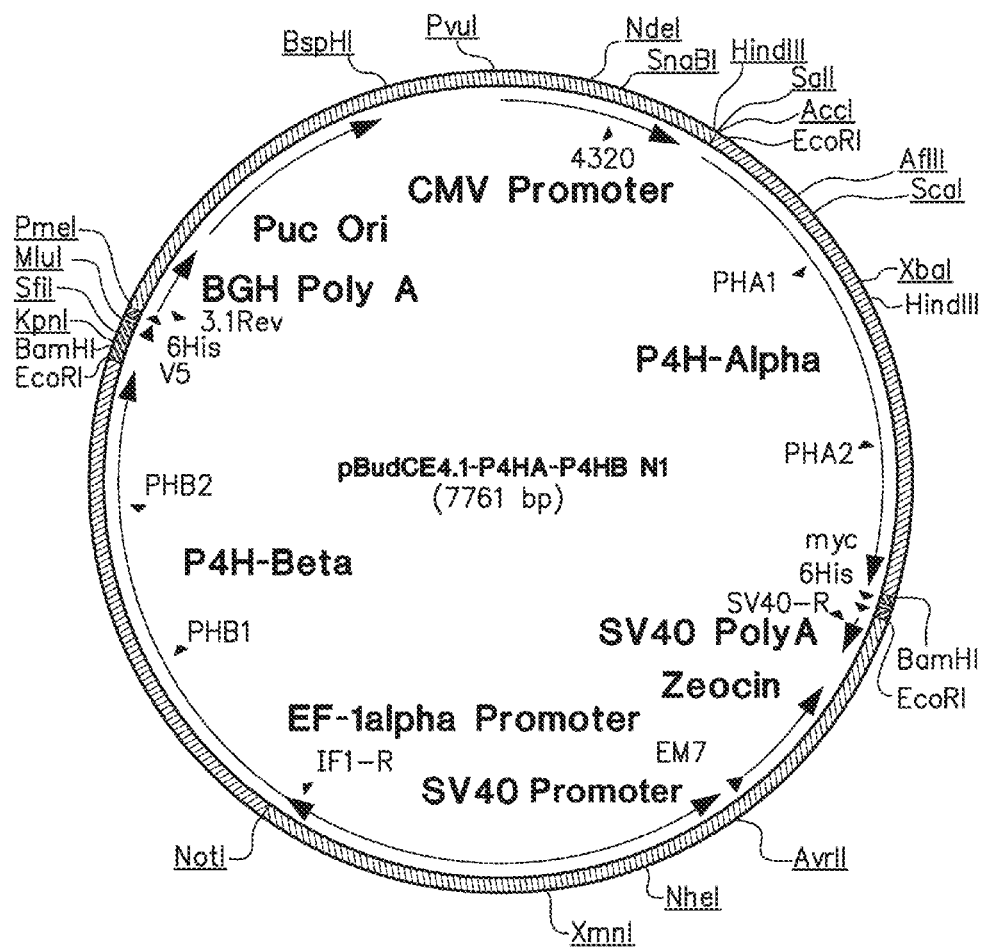 PvuI
BspHI
NdeI
SnaBI
HindIII
SalI
AccI
EcoRI
4320
CMV Promoter
AflII
ScaI
Puc Ori
PmeI
MluI
SfiI
KpnI
BamHI
EcoRI
BGH Poly A
3.1Rev
6His
V5
PHA1
XbaI
HindIII
P4H-Alpha
PHA2
pBudCE4.1-P4HA-P4HB N1
(7761 bp)
PHB2
P4H-Beta
myc
6His
SV40-R
SV40 PolyA
PHB1
BamHI
EcoRI
Zeocin
EF-1alpha Promoter
IF1-R
EM7
SV40 Promoter
NotI
AvrII
NheI
XmnI